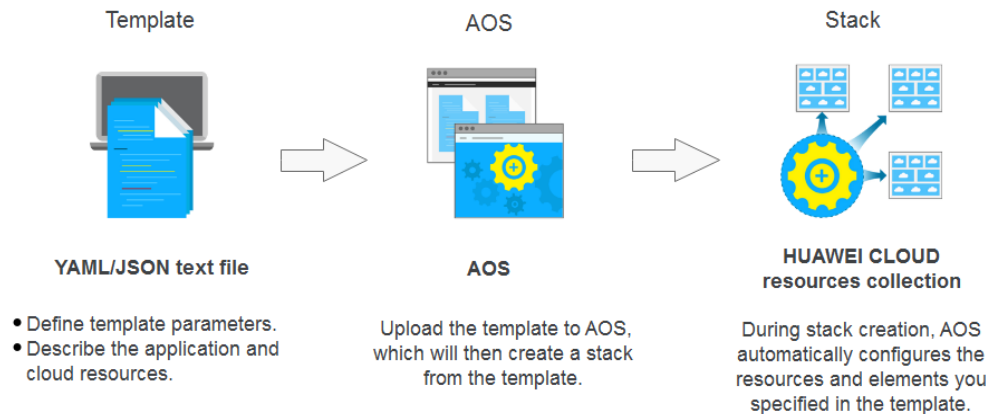 Template
AOS
Stack
YAML/JSON text file
• Define template parameters.
• Describe the application and
cloud resources.
AOS
Upload the template to AOS,
which will then create a stack
from the template.
HUAWEI CLOUD
resources collection
During stack creation, AOS
automatically configures the
resources and elements you
specified in the template.